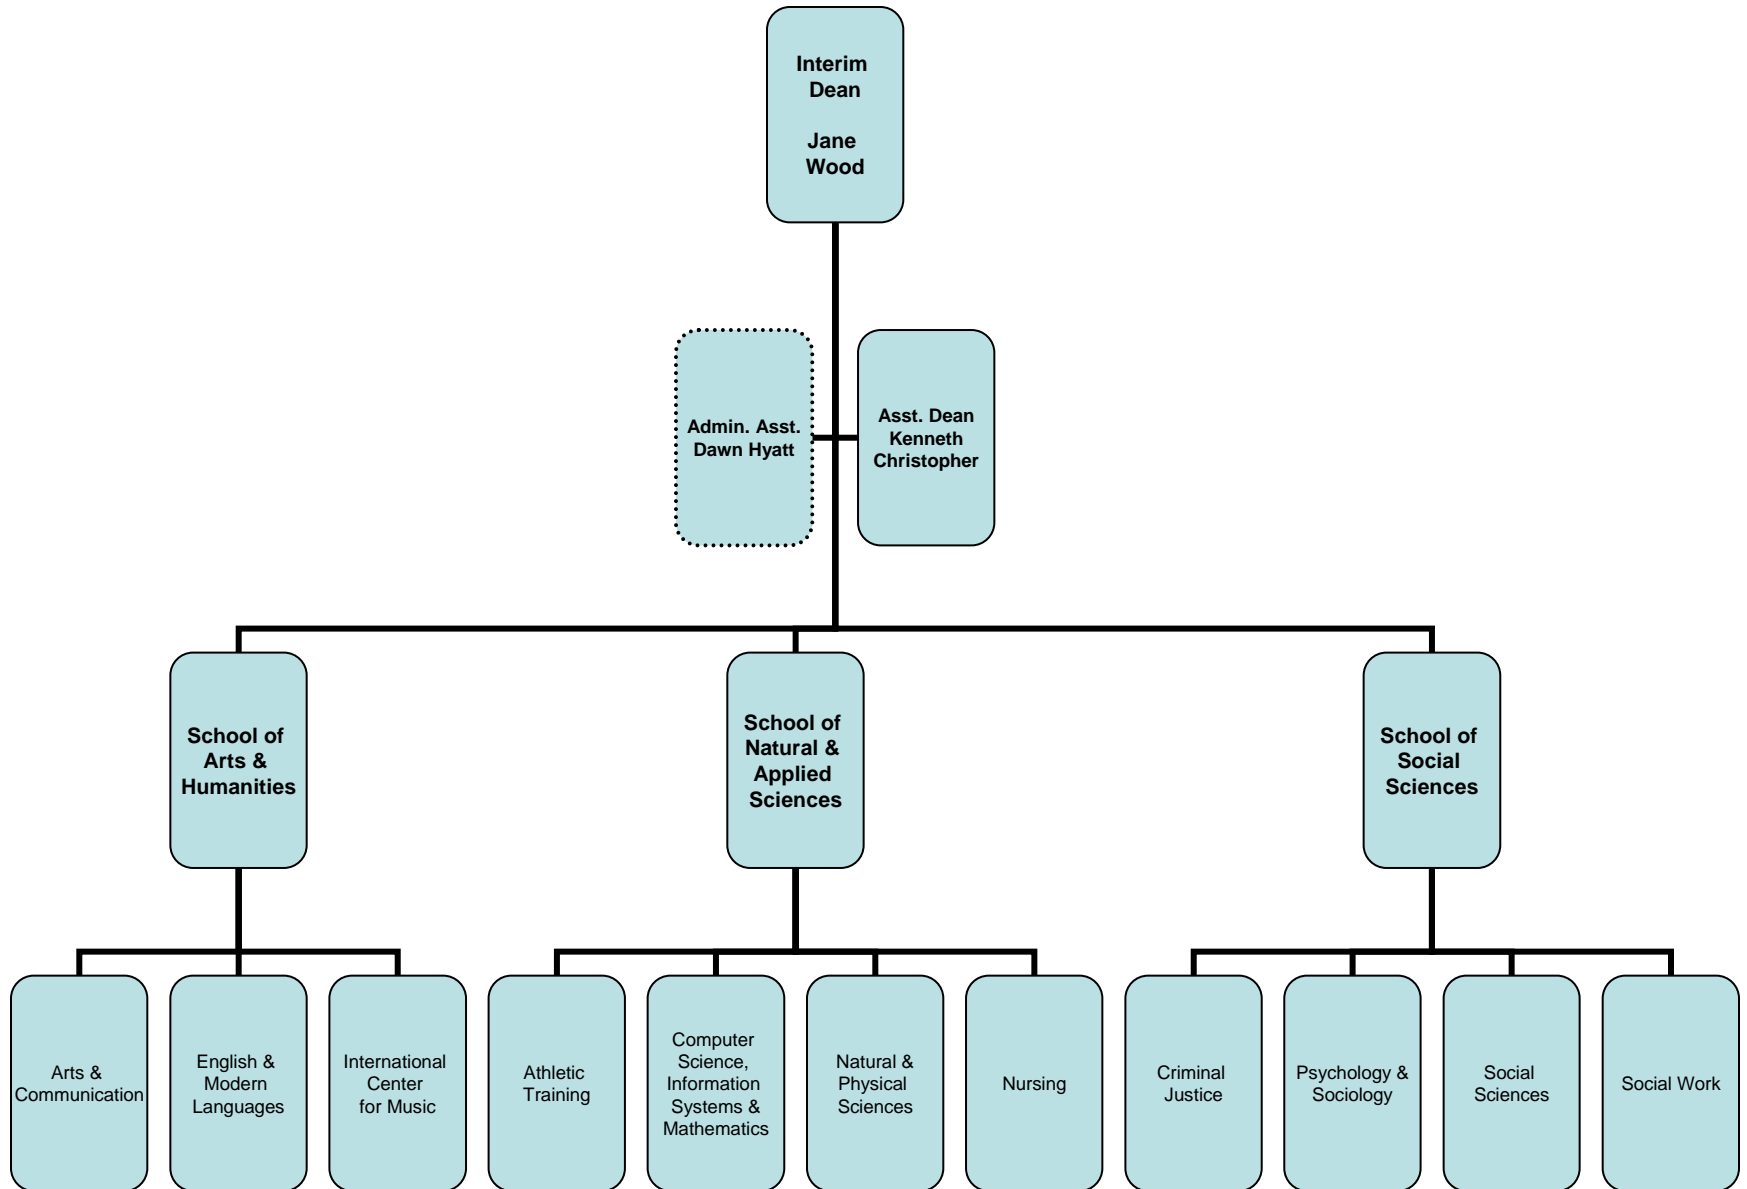 Interim
Dean
Jane
Wood
Admin. Asst.
Dawn Hyatt
Asst. Dean
Kenneth
Christopher
School of
Arts &
Humanities
School of
Natural &
Applied
Sciences
School of
Social
Sciences
Arts &
Communication
English &
Modern
Languages
International
Center
for Music
Athletic
Training
Computer
Science,
Information
Systems &
Mathematics
Natural &
Physical
Sciences
Nursing
Criminal
Justice
Psychology &
Sociology
Social
Sciences
Social Work